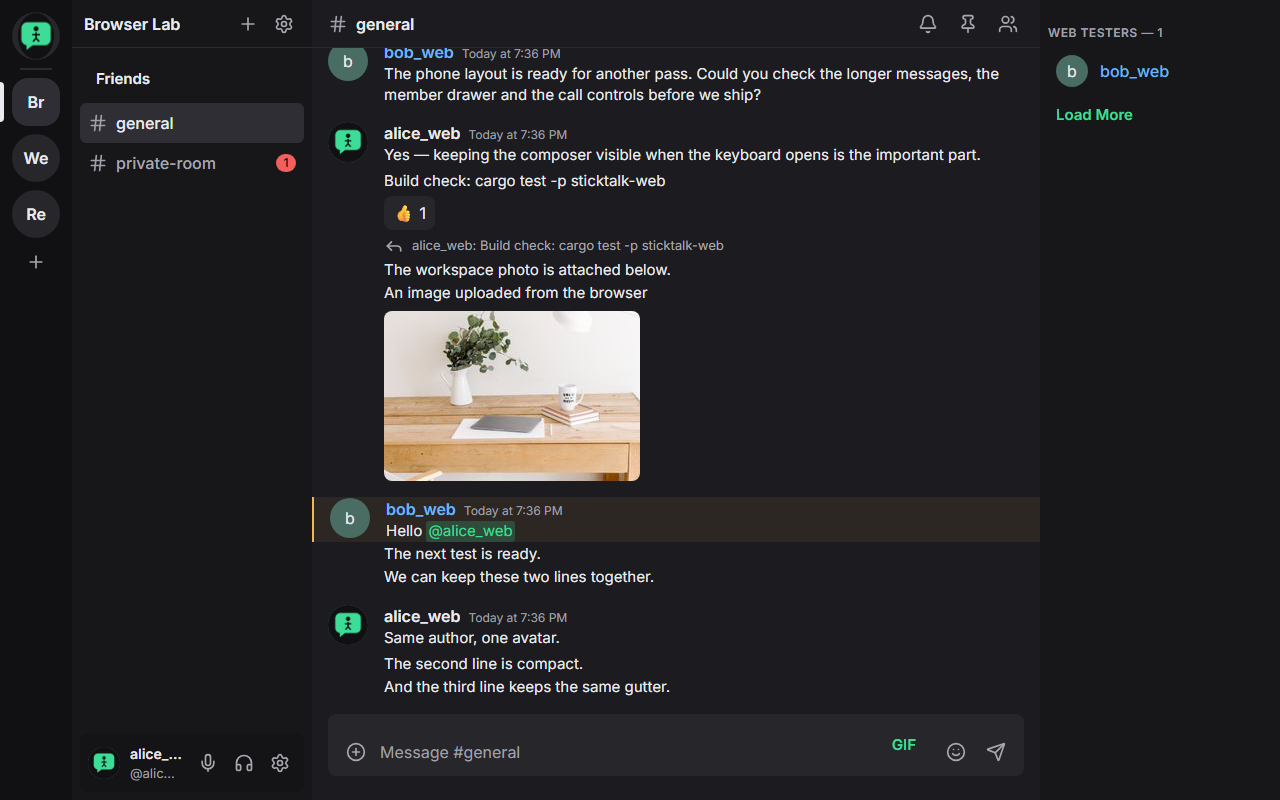 Browser Lab
Br
We
Re
Friends
# general
# private-room
1
alice_...
@alic...
# general
bob_web Today at 7:36 PM
b
The phone layout is ready for another pass. Could you check the longer messages, the
member drawer and the call controls before we ship?
alice_web Today at 7:36 PM
Yes — keeping the composer visible when the keyboard opens is the important part.
Build check: cargo test -p sticktalk-web
👍 1
alice_web: Build check: cargo test -p sticktalk-web
The workspace photo is attached below.
An image uploaded from the browser
bob_web Today at 7:36 PM
b
Hello @alice_web
The next test is ready.
We can keep these two lines together.
alice_web Today at 7:36 PM
Same author, one avatar.
The second line is compact.
And the third line keeps the same gutter.
Message #general
GIF
WEB TESTERS — 1
b
bob_web
Load More